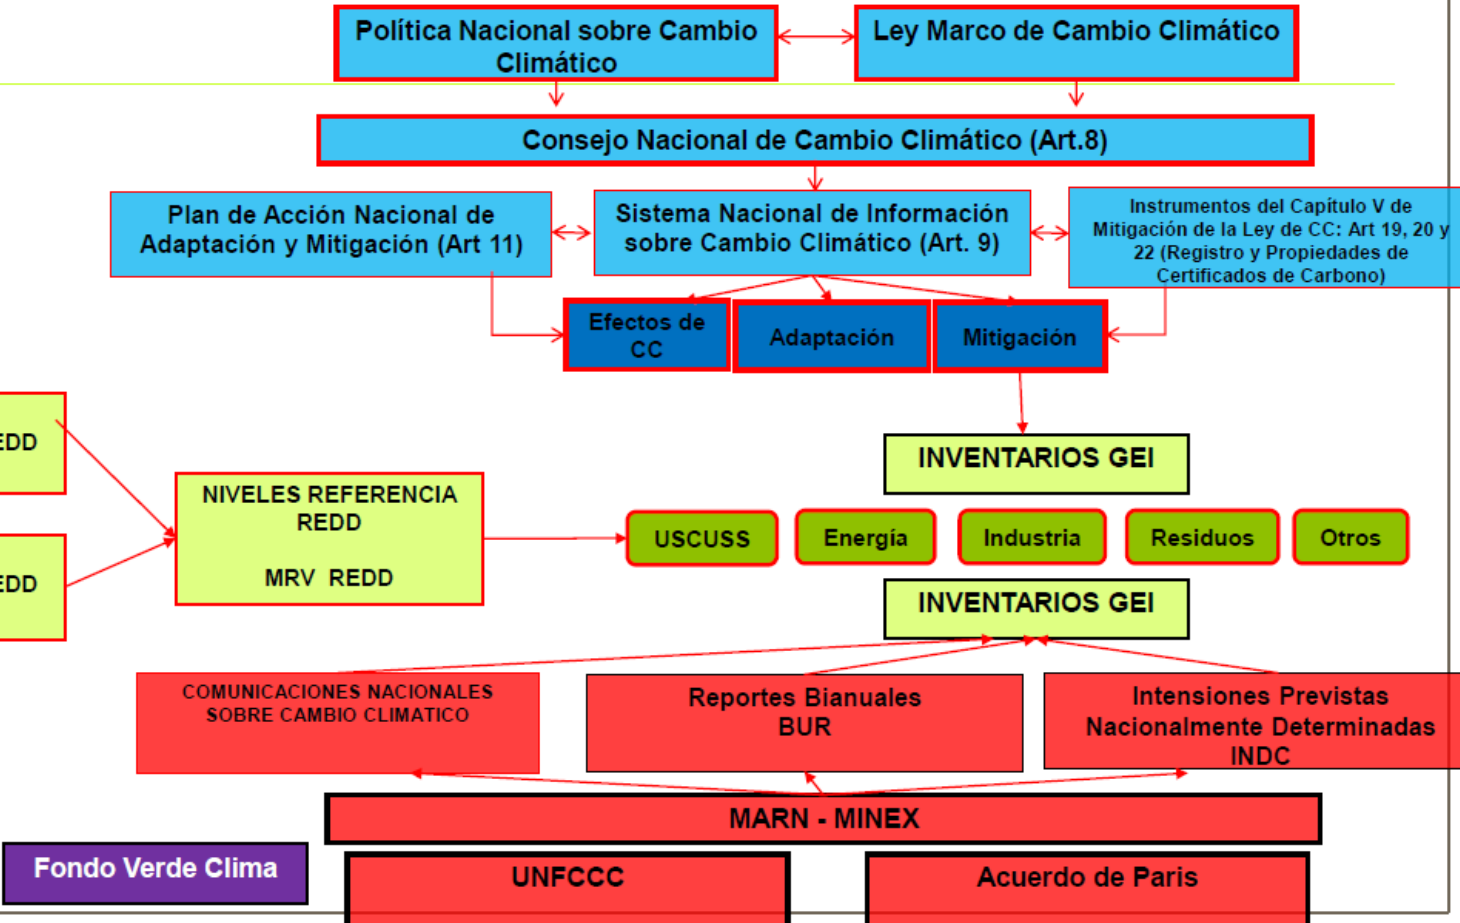 Política Nacional sobre Cambio
Climático
Ley Marco de Cambio Climático
Consejo Nacional de Cambio Climático (Art.8)
Plan de Acción Nacional de
Adaptación y Mitigación (Art 11)
Sistema Nacional de Información
sobre Cambio Climático (Art. 9)
Instrumentos del Capítulo V de
Mitigación de la Ley de CC: Art 19, 20 y
22 (Registro y Propiedades de
Certificados de Carbono)
Efectos de
CC
Adaptación
Mitigación
INVENTARIOS GEI
EDD
NIVELES REFERENCIA
REDD
MRV REDD
EDD
USCUSS
Energía
Industria
Residuos
Otros
INVENTARIOS GEI
COMUNICACIONES NACIONALES
SOBRE CAMBIO CLIMATICO
Reportes Bianuales
BUR
Intensiones Previstas
Nacionalmente Determinadas
INDC
MARN - MINEX
Fondo Verde Clima
UNFCCC
Acuerdo de Paris